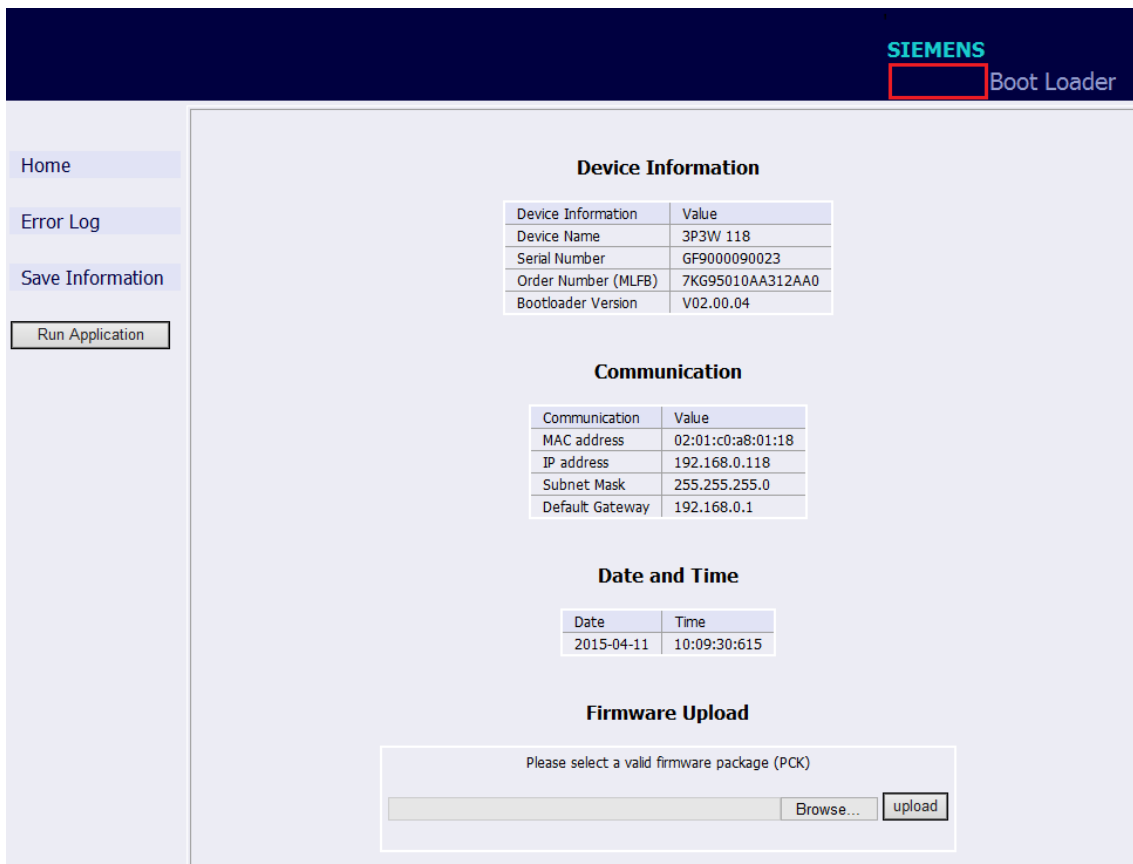 SIEMENS
Boot Loader
Home
Error Log
Save Information
Run Application
Device Information
Device Information Value
Device Name 3P3W 118
Serial Number GF9000090023
Order Number (MLFB) 7KG95010AA312AA0
Bootloader Version V02.00.04
Communication
Communication Value
MAC address 02:01:c0:a8:01:18
IP address 192.168.0.118
Subnet Mask 255.255.255.0
Default Gateway 192.168.0.1
Date and Time
Date Time
2015-04-11 10:09:30:615
Firmware Upload
Please select a valid firmware package (PCK)
Browse... upload